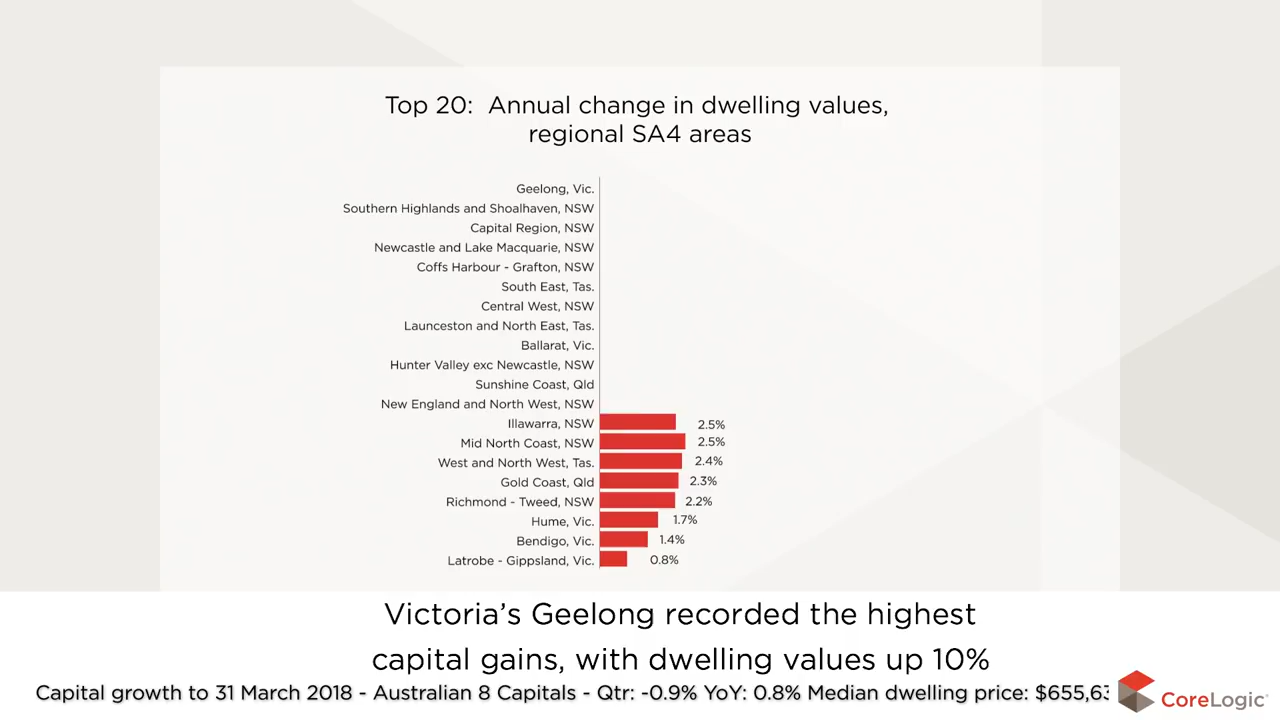 Top 20: Annual change in dwelling values,
regional SA4 areas
Geelong, Vic.
Southern Highlands and Shoalhaven, NSW
Capital Region, NSW
Newcastle and Lake Macquarie, NSW
Coffs Harbour - Grafton, NSW
South East, Tas.
Central West, NSW
Launceston and North East, Tas.
Ballarat, Vic.
Hunter Valley exc Newcastle, NSW
Sunshine Coast, Qld
New England and North West, NSW
Illawarra, NSW 2.5%
Mid North Coast, NSW 2.5%
West and North West, Tas. 2.4%
Gold Coast, Qld 2.3%
Richmond - Tweed, NSW 2.2%
Hume, Vic. 1.7%
Bendigo, Vic. 1.4%
Latrobe - Gippsland, Vic. 0.8%
Victoria’s Geelong recorded the highest
capital gains, with dwelling values up 10%
Capital growth to 31 March 2018 - Australian 8 Capitals - Qtr: -0.9% YoY: 0.8% Median dwelling price:
CoreLogic